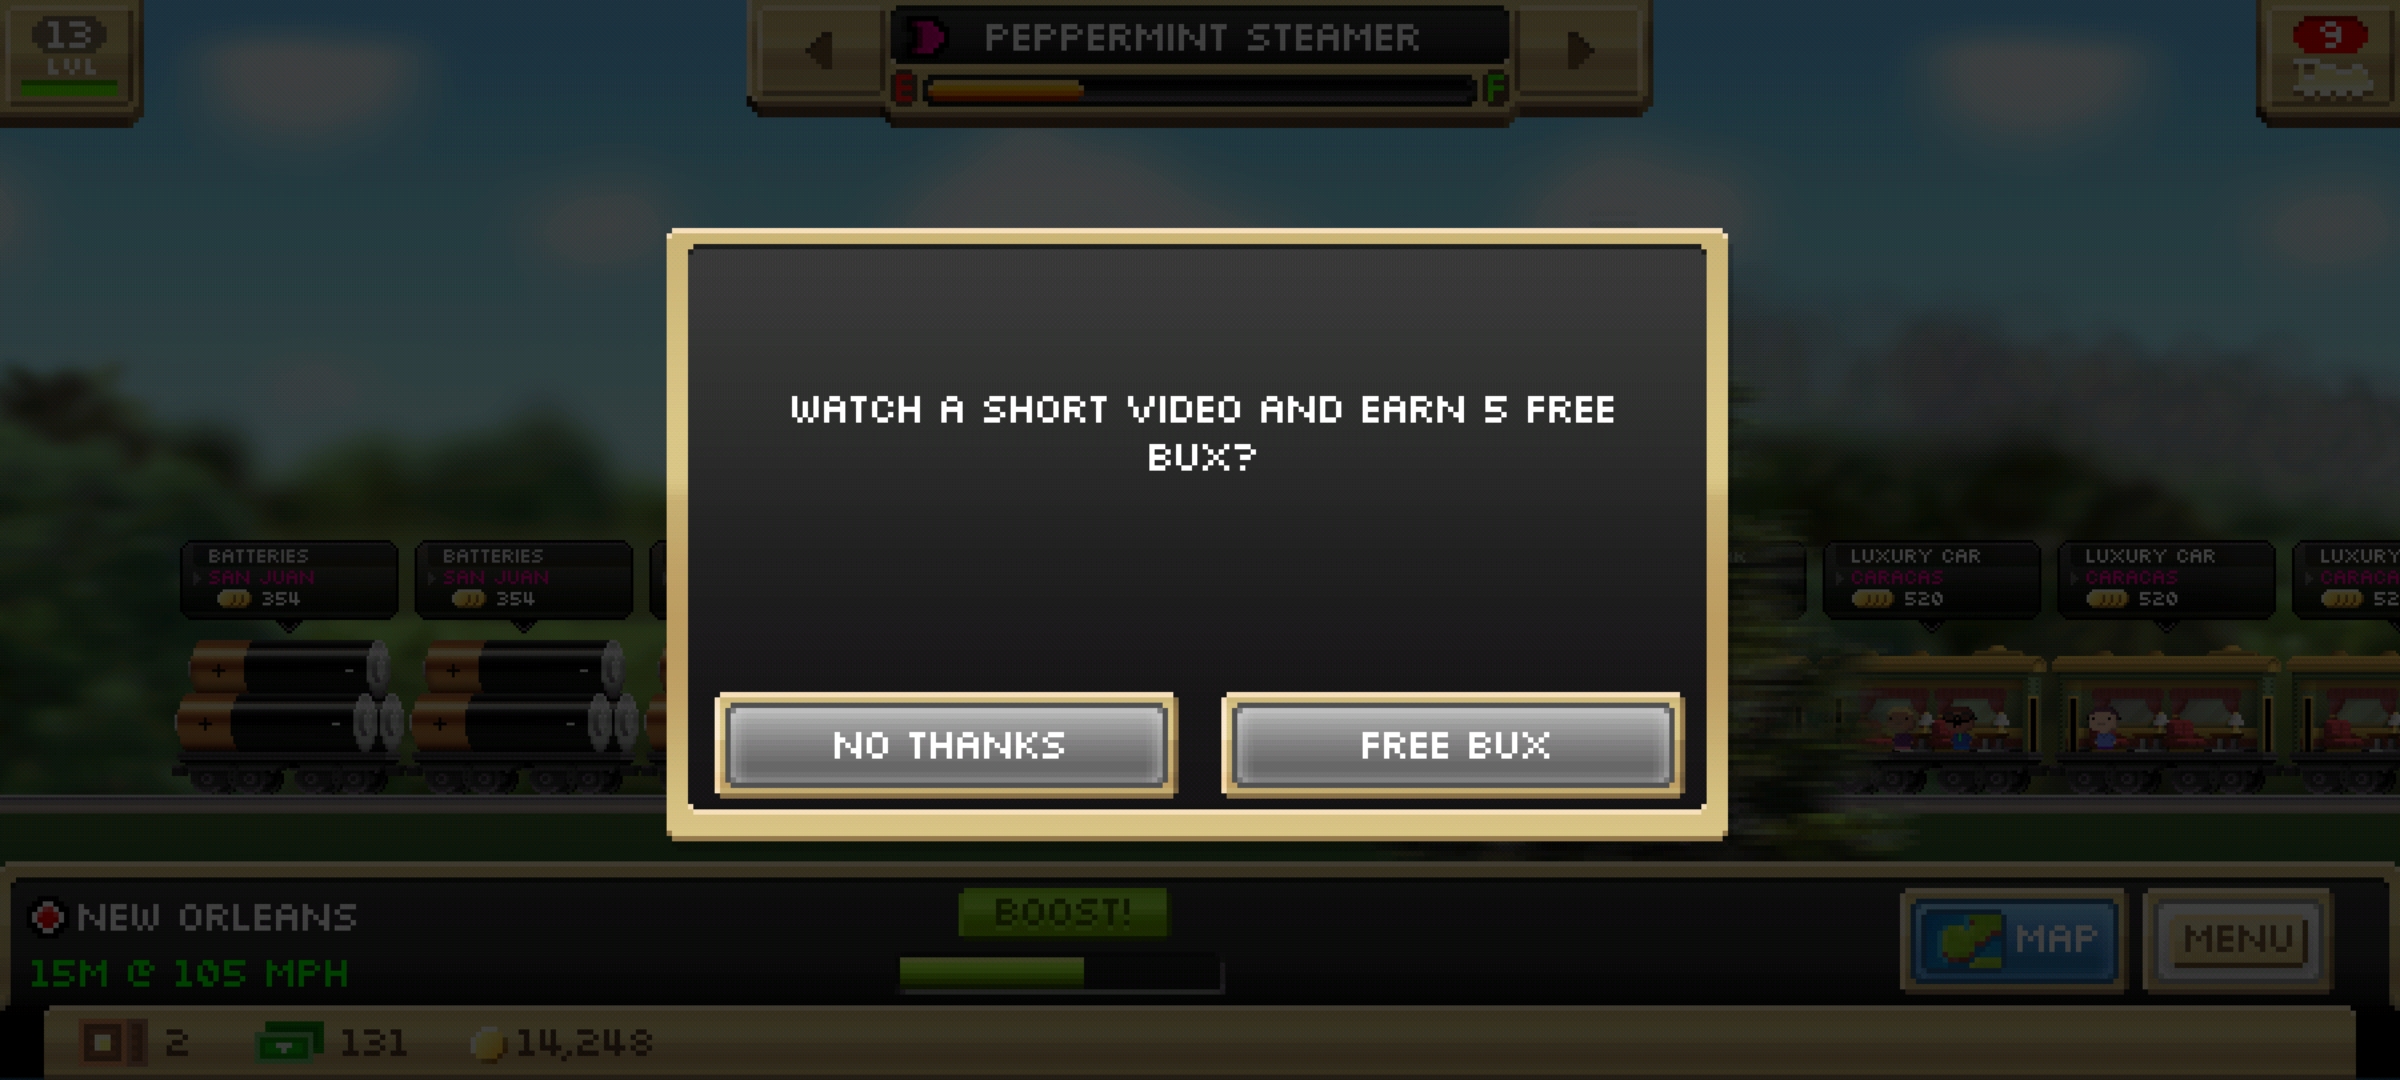 13
LVL
PEPPERMINT STEAMER
E
F
9
WATCH A SHORT VIDEO AND EARN 5 FREE
BUX?
NO THANKS
FREE BUX
BATTERIES
SAN JUAN
354
BATTERIES
SAN JUAN
354
LUXURY CAR
CARACAS
520
LUXURY CAR
CARACAS
520
LUXURY
CARACA
52
NEW ORLEANS
15M @ 105 MPH
BOOST!
MAP
MENU
2
131
14,248